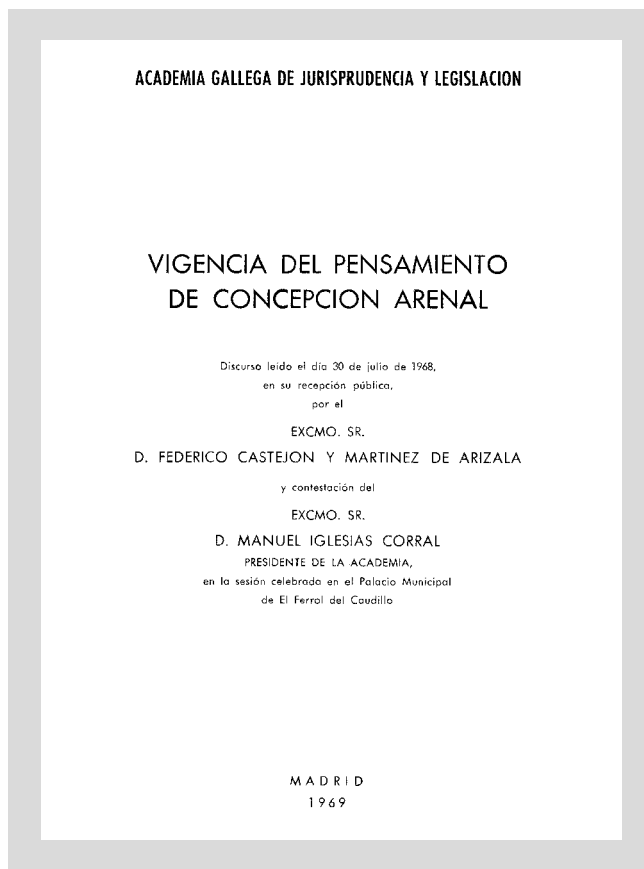 ACADEMIA GALLEGA DE JURISPRUDENCIA Y LEGISLACION
VIGENCIA DEL PENSAMIENTO
DE CONCEPCION ARENAL
Discurso leído el día 30 de julio de 1968,
en su recepción pública,
por el
EXCMO. SR.
D. FEDERICO CASTEJON Y MARTINEZ DE ARIZALA
y contestación del
EXCMO. SR.
D. MANUEL IGLESIAS CORRAL
PRESIDENTE DE LA ACADEMIA,
en la sesión celebrada en el Palacio Municipal
de El Ferrol del Caudillo
MADRID
1969